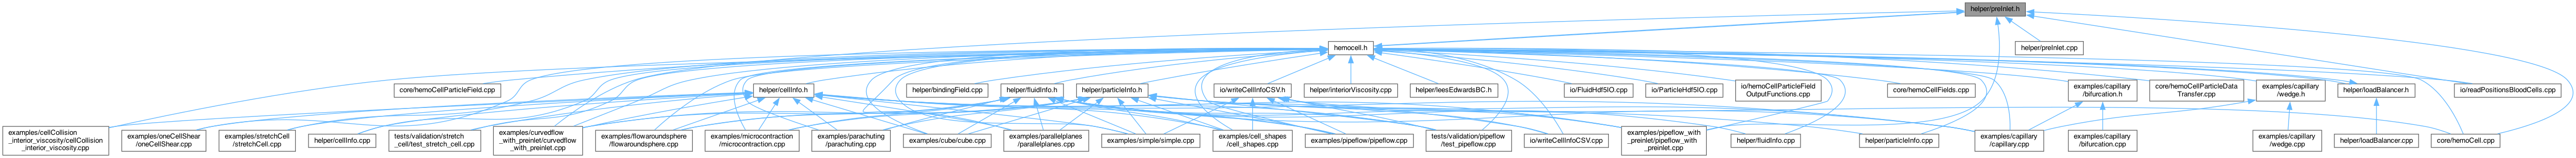 helper/preInlet.h
hemocell.h
helper/preInlet.cpp
core/hemoCellParticleField.cpp
helper/cellInfo.h
helper/bindingField.cpp
helper/fluidInfo.h
helper/particleInfo.h
io/writeCellInfoCSV.h
helper/interiorViscosity.cpp
helper/leesEdwardsBC.h
io/FluidHdf5IO.cpp
io/ParticleHdf5IO.cpp
io/hemoCellParticleField
OutputFunctions.cpp
core/hemoCellFields.cpp
examples/capillary
/bifurcation.h
core/hemoCellParticleData
Transfer.cpp
examples/capillary
/wedge.h
helper/loadBalancer.h
io/readPositionsBloodCells.cpp
examples/cellCollision
_interior_viscosity/cellCollision
_interior_viscosity.cpp
examples/oneCellShear
/oneCellShear.cpp
examples/stretchCell
/stretchCell.cpp
helper/cellInfo.cpp
tests/validation/stretch
_cell/test_stretch_cell.cpp
examples/curvedflow
_with_preinlet/curvedflow
_with_preinlet.cpp
examples/flowaroundsphere
/flowaroundsphere.cpp
examples/microcontraction
/microcontraction.cpp
examples/parachuting
/parachuting.cpp
examples/cube/cube.cpp
examples/parallelplanes
/parallelplanes.cpp
examples/simple/simple.cpp
examples/cell_shapes
/cell_shapes.cpp
examples/pipeflow/pipeflow.cpp
tests/validation/pipeflow
/test_pipeflow.cpp
io/writeCellInfoCSV.cpp
examples/pipeflow_with
_preinlet/pipeflow_with
_preinlet.cpp
helper/fluidInfo.cpp
helper/particleInfo.cpp
examples/capillary
/capillary.cpp
examples/capillary
/bifurcation.cpp
examples/capillary
/wedge.cpp
helper/loadBalancer.cpp
core/hemoCell.cpp